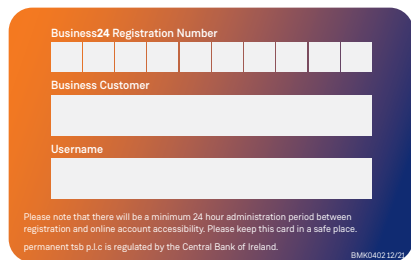 Business24 Registration Number
Business Customer
Username
Please note that there will be a minimum 24 hour administration period between
registration and online account accessibility. Please keep this card in a safe place.
permanent tsb p.l.c is regulated by the Central Bank of Ireland.
BMK0402 12/21